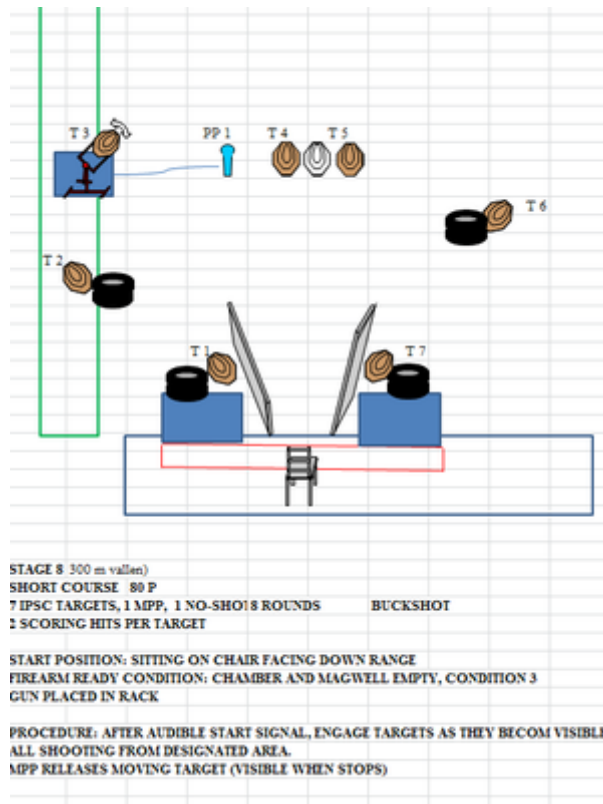 T 3
PP 1
T 4
T 5
T 6
T 2
T 1
T 7
STAGE 8 300 m vallen)
SHORT COURSE 80 P
7 IPSC TARGETS, 1 MPP, 1 NO-SHO 8 ROUNDS BUCKSHOT
2 SCORING HITS PER TARGET
START POSITION: SITTING ON CHAIR FACING DOWN RANGE
FIREARM READY CONDITION: CHAMBER AND MAGWELL EMPTY, CONDITION 3
GUN PLACED IN RACK
PROCEDURE: AFTER AUDIBLE START SIGNAL, ENGAGE TARGETS AS THEY BECOM VISIBL
ALL SHOOTING FROM DESIGNATED AREA.
MPP RELEASES MOVING TARGET (VISIBLE WHEN STOPS)